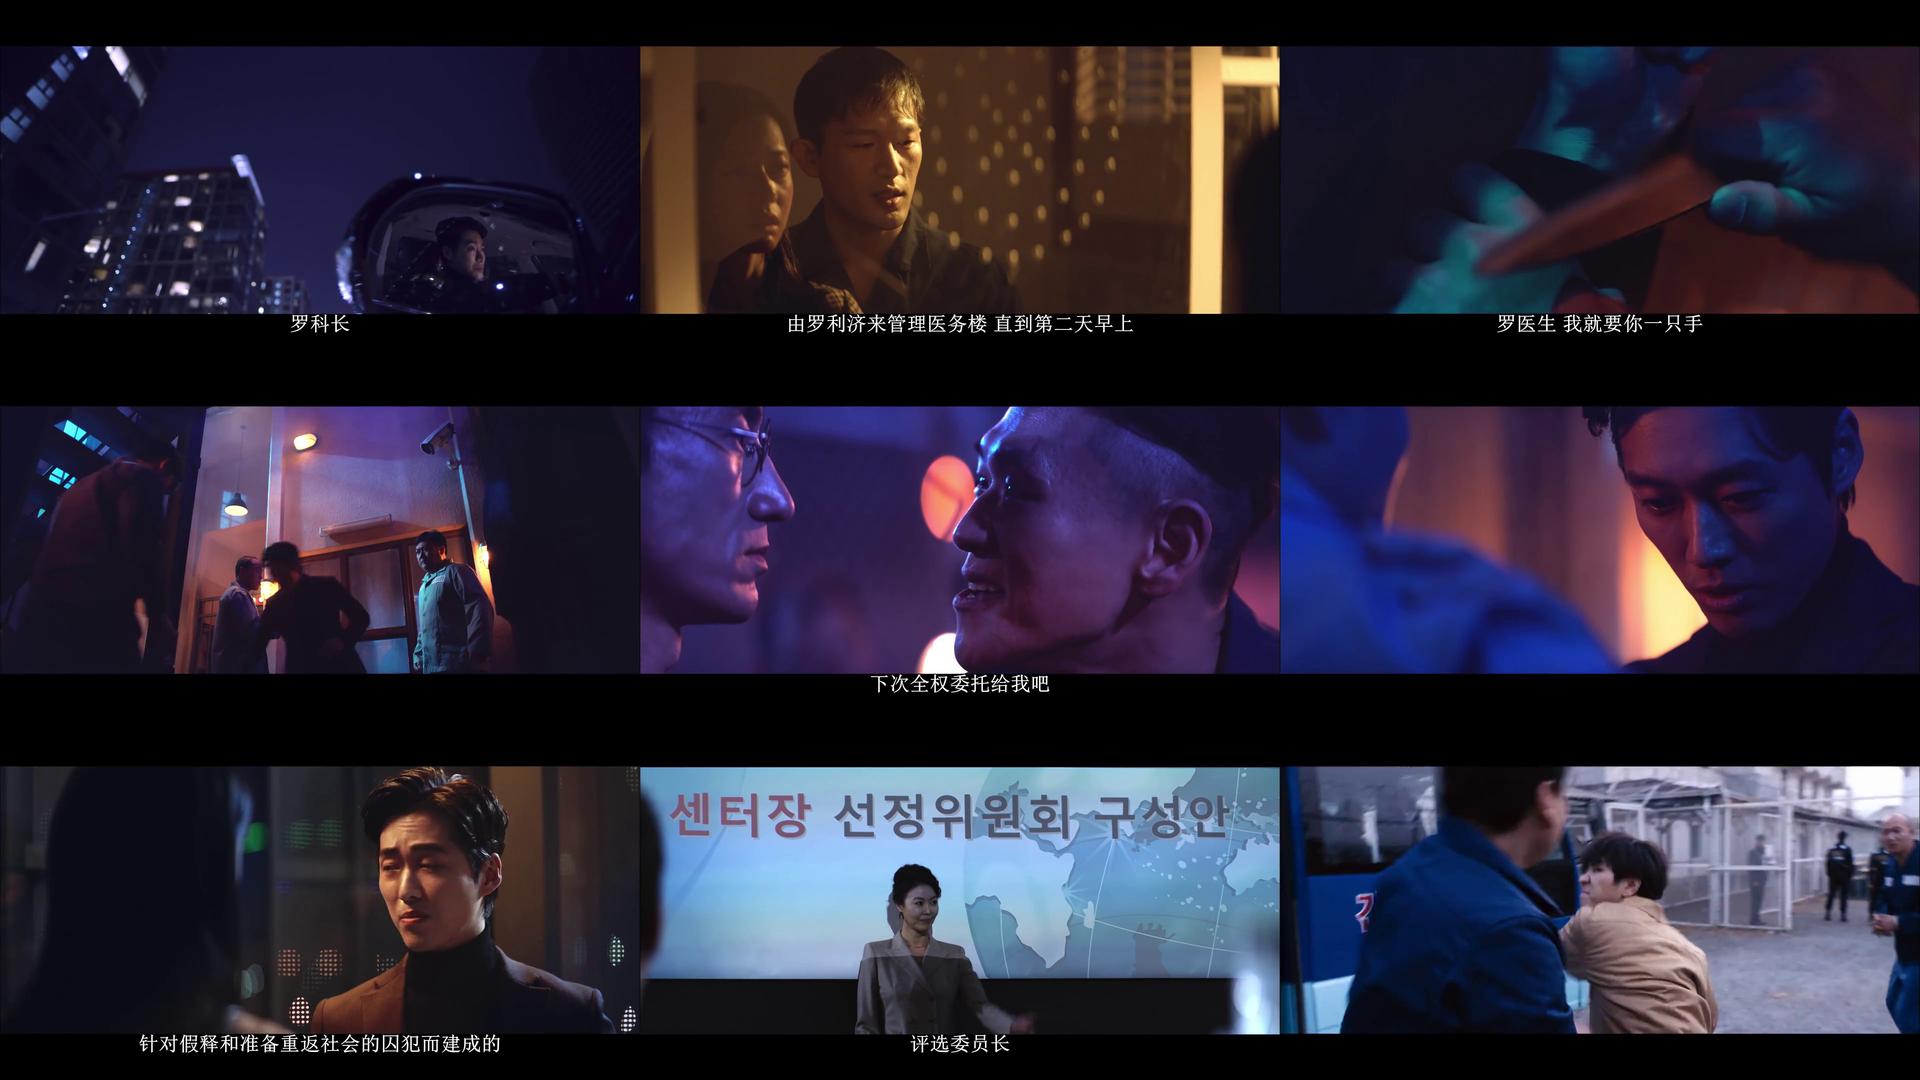 罗科长
由罗利济来管理医务楼 直到第二天早上
罗医生 我就要你一只手
下次全权委托给我吧
针对假释和准备重返社会的囚犯而建成的
센터장 선정위원회 구성안
评选委员长